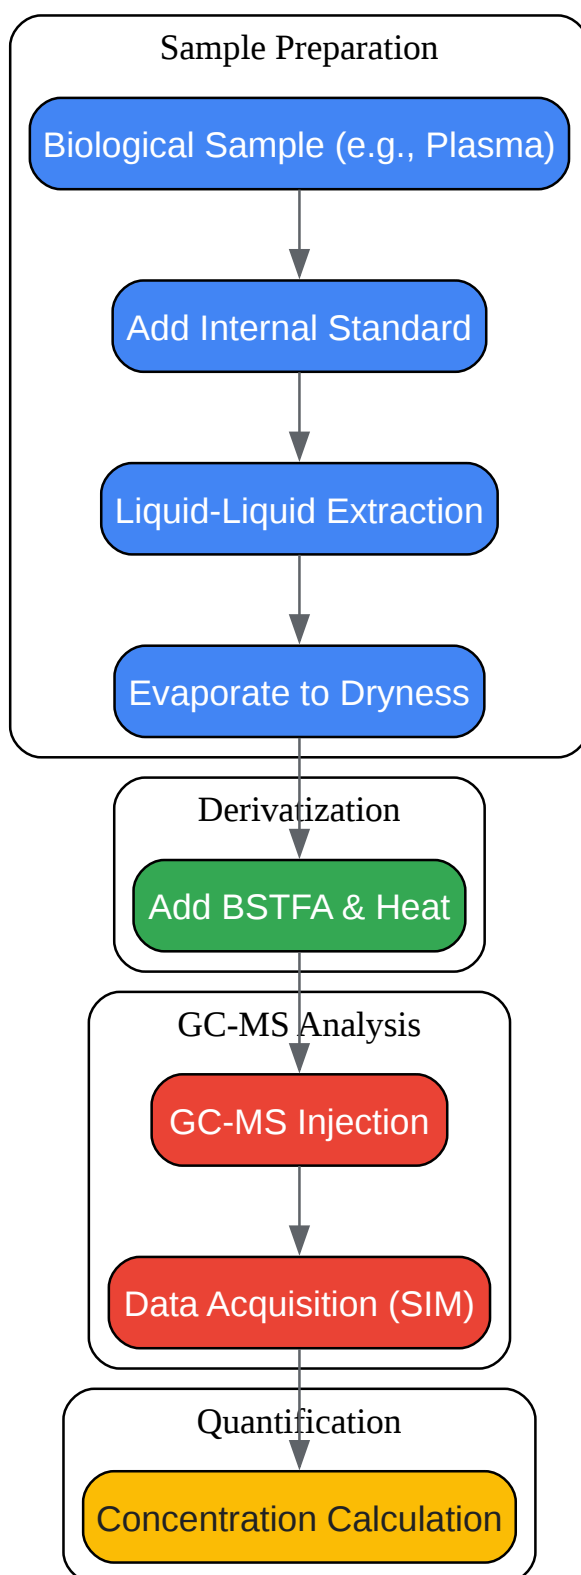 Sample Preparation
Biological Sample (e.g., Plasma)
Add Internal Standard
Liquid-Liquid Extraction
Evaporate to Dryness
Derivatization
Add BSTFA & Heat
GC-MS Analysis
GC-MS Injection
Data Acquisition (SIM)
Quantification
Concentration Calculation